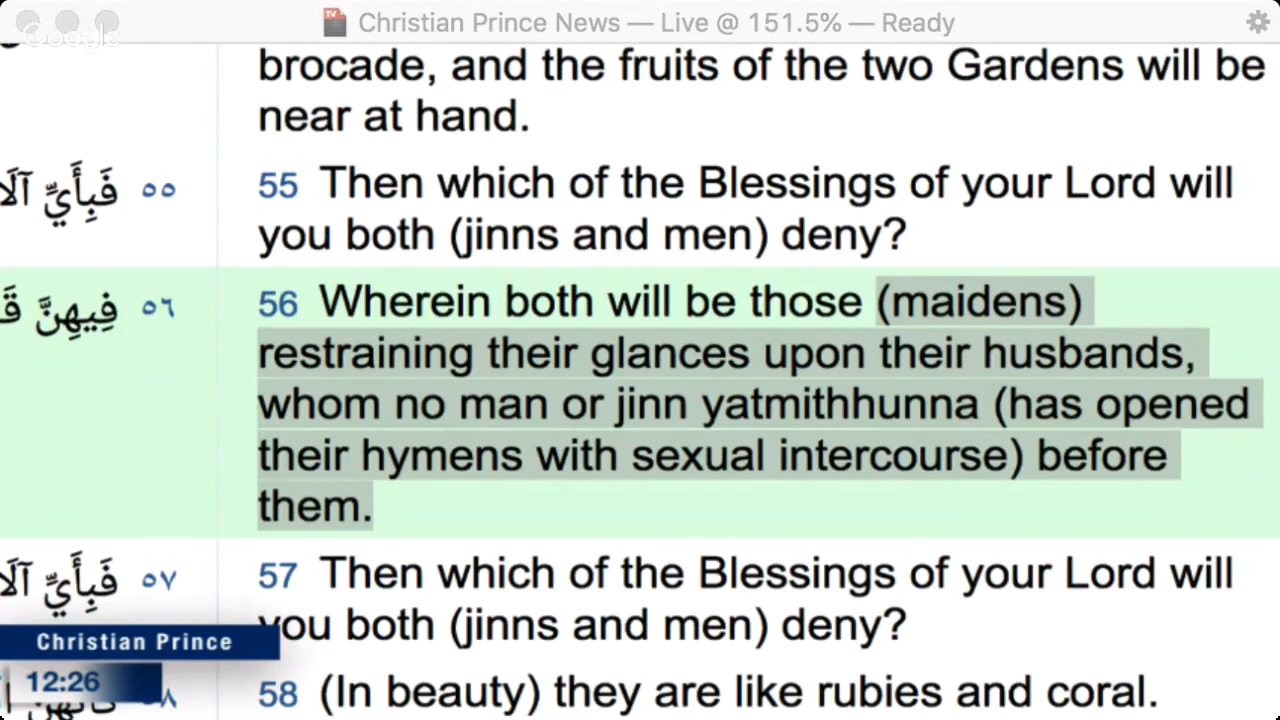 Christian Prince News — Live @ 151.5% — Ready
Google
brocade, and the fruits of the two Gardens will be
near at hand.
فَبِأَيِّ ٥٥
55 Then which of the Blessings of your Lord will
you both (jinns and men) deny?
فِيهِنَّ ٥٦
56 Wherein both will be those (maidens)
restraining their glances upon their husbands,
whom no man or jinn yatmithhunna (has opened
their hymens with sexual intercourse) before
them.
فَبِأَيِّ ٥٧
57 Then which of the Blessings of your Lord will
you both (jinns and men) deny?
Christian Prince
12:26
58 (In beauty) they are like rubies and coral.